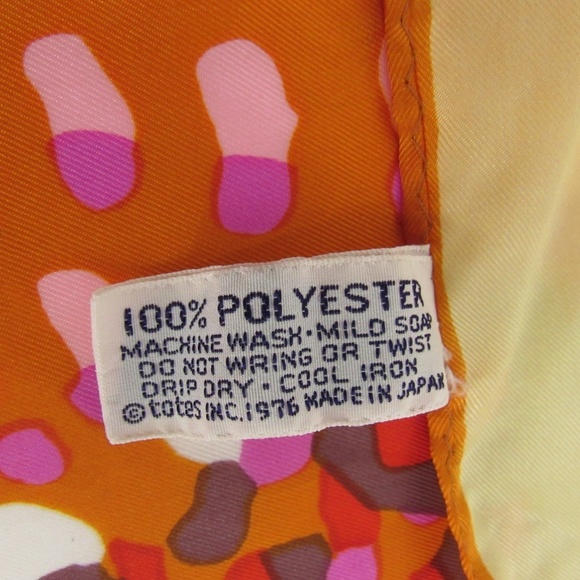 100% POLYESTER
MACHINE WASH·MILD SOAP
DO NOT WRING OR TWIST
DRIP DRY · COOL IRON
© totes INC. 1976 MADE IN JAPAN